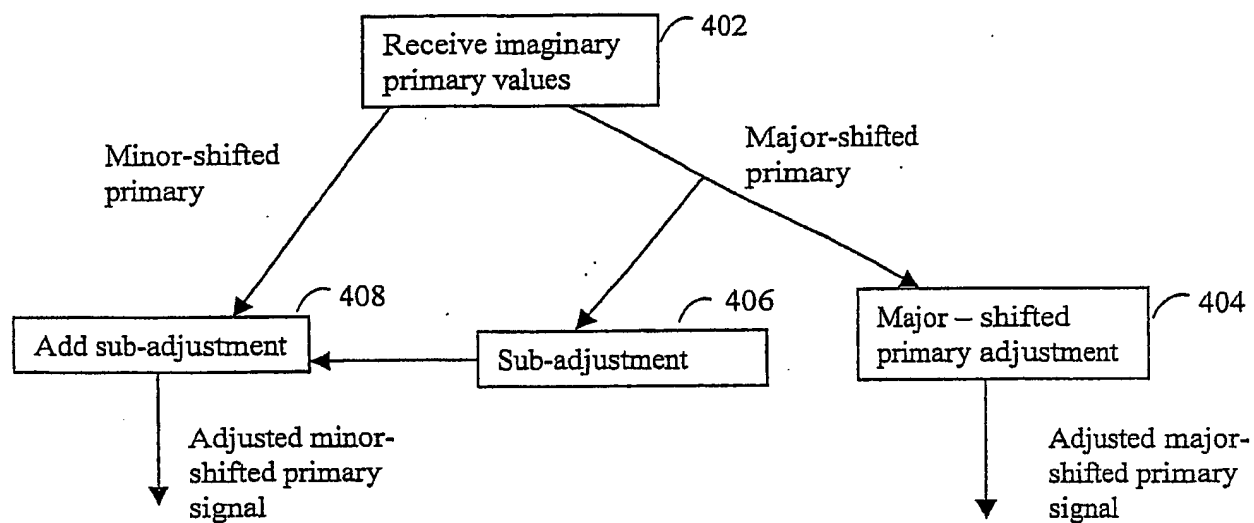 Receive imaginary
primary values
402
Minor-shifted
primary
Major-shifted
primary
408
Add sub-adjustment
406
Sub-adjustment
404
Major – shifted
primary adjustment
Adjusted minor-
shifted primary
signal
Adjusted major-
shifted primary
signal